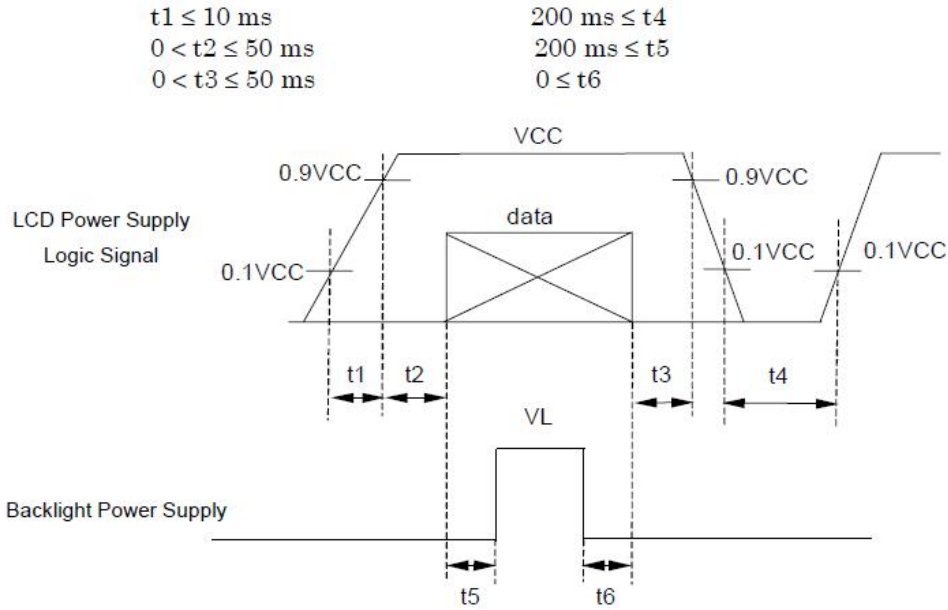 t1 ≤ 10 ms
200 ms ≤ t4
0 < t2 ≤ 50 ms
200 ms ≤ t5
0 < t3 ≤ 50 ms
0 ≤ t6
VCC
0.9VCC
0.9VCC
LCD Power Supply
Logic Signal
data
0.1VCC
0.1VCC
0.1VCC
t1
t2
t3
t4
VL
Backlight Power Supply
t5
t6